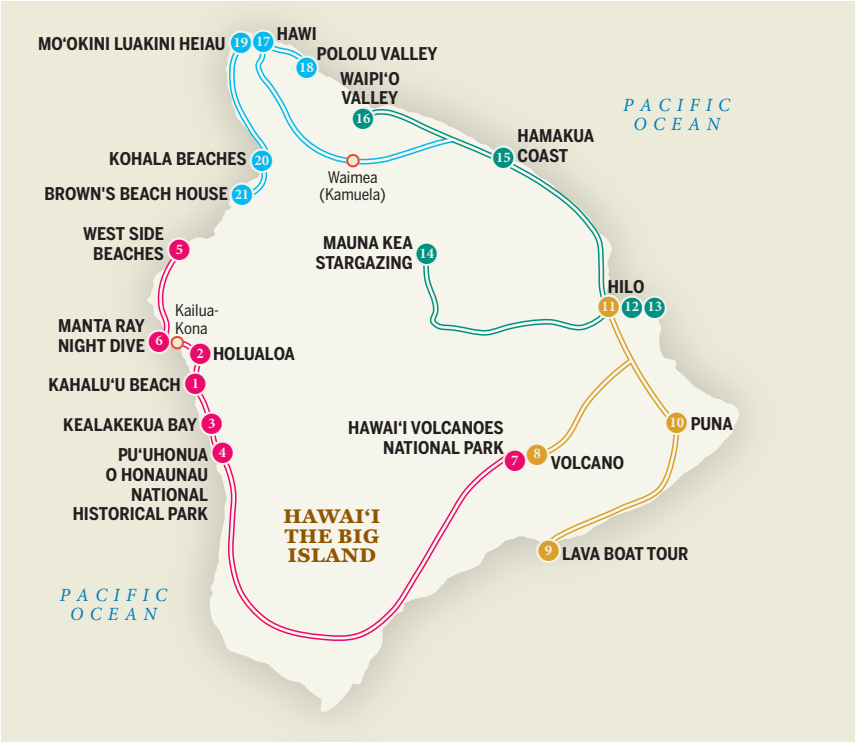 MO‘OKINI LUAKINI HEIAU
19
17
HAWI
18
POLOLU VALLEY
WAIPI‘O
VALLEY
16
PACIFIC
OCEAN
15
HAMAKUA
COAST
KOHALA BEACHES
20
Waimea
(Kamuela)
BROWN'S BEACH HOUSE
21
WEST SIDE
BEACHES
5
MAUNA KEA
STARGAZING
14
HILO
11
12
13
Kailua-
Kona
MANTA RAY
NIGHT DIVE
6
2
HOLUALOA
KAHALU‘U BEACH
1
KEALAKEKUA BAY
3
PU‘UHONUA
O HONAUNAU
NATIONAL
HISTORICAL PARK
4
HAWAI‘I VOLCANOES
NATIONAL PARK
7
8
VOLCANO
10
PUNA
HAWAI‘I
THE BIG
ISLAND
9
LAVA BOAT TOUR
PACIFIC
OCEAN